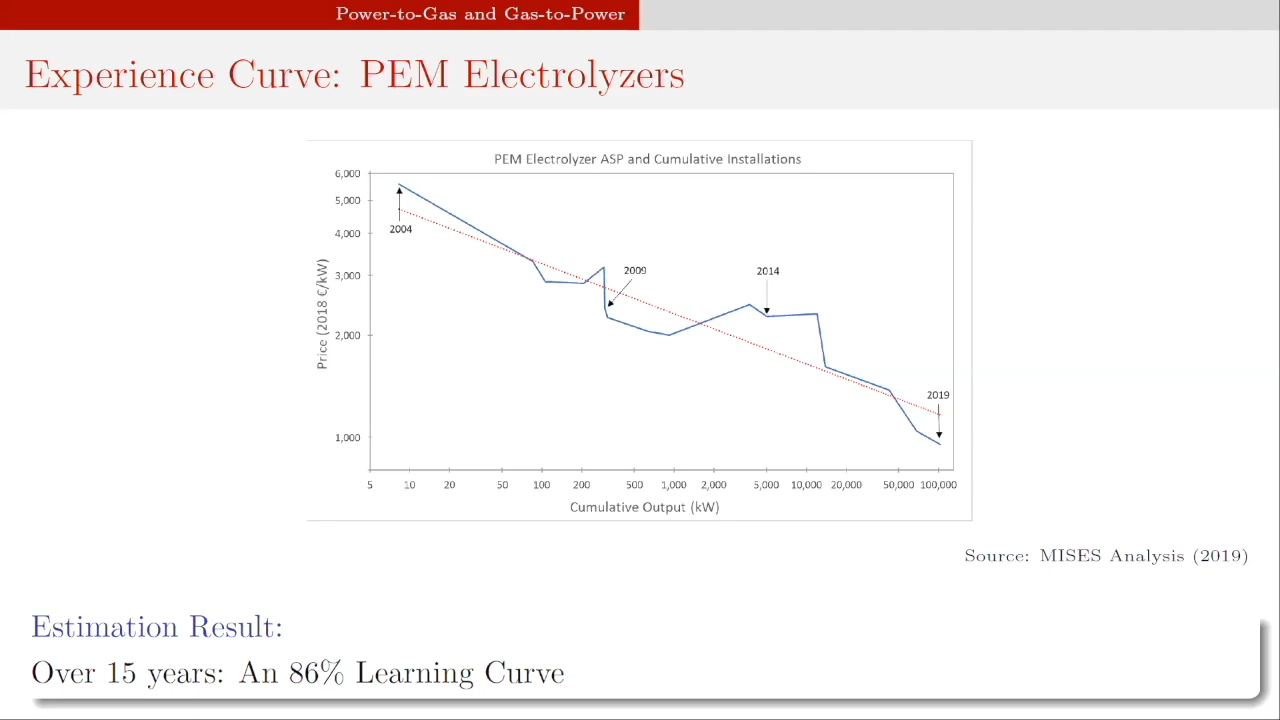 Power-to-Gas and Gas-to-Power
Experience Curve: PEM Electrolyzers
PEM Electrolyzer ASP and Cumulative Installations
6,000
5,000
4,000
3,000
2,000
1,000
Price (2018 €/kW)
2004
2009
2014
2019
5 10 20 50 100 200 500 1,000 2,000 5,000 10,000 20,000 50,000 100,000
Cumulative Output (kW)
Source: MISES Analysis (2019)
Estimation Result:
Over 15 years: An 86% Learning Curve